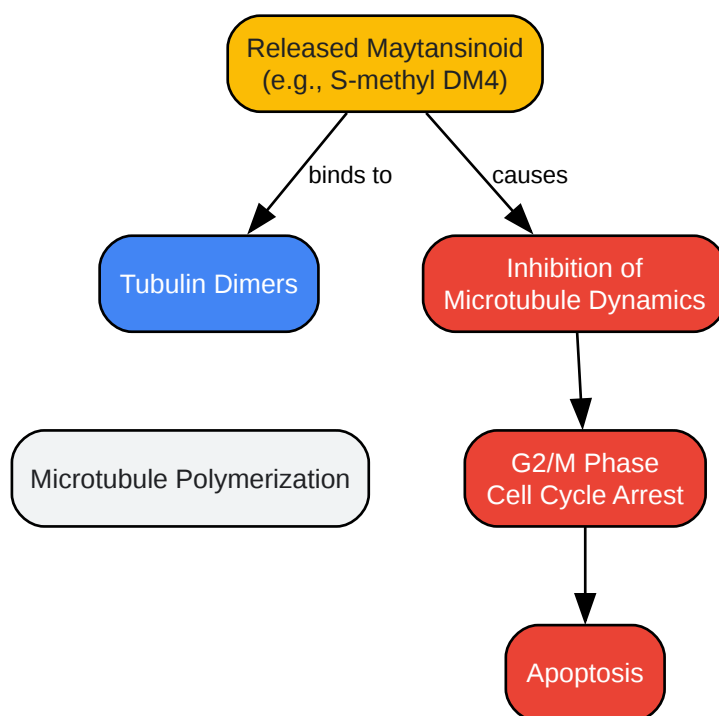 Released Maytansinoid
(e.g., S-methyl DM4)
binds to
causes
Tubulin Dimers
Inhibition of
Microtubule Dynamics
Microtubule Polymerization
G2/M Phase
Cell Cycle Arrest
Apoptosis